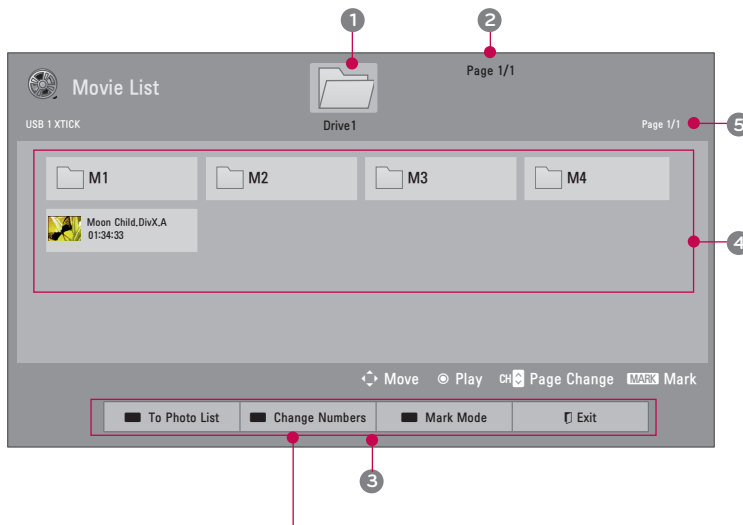 1
2
Movie List
Page 1/1
USB 1 XTICK
Drive1
Page 1/1
5
M1
M2
M3
M4
Moon Child.DivX.A
01:34:33
4
Move
Play
CH Page Change
MARK Mark
To Photo List
Change Numbers
Mark Mode
Exit
3